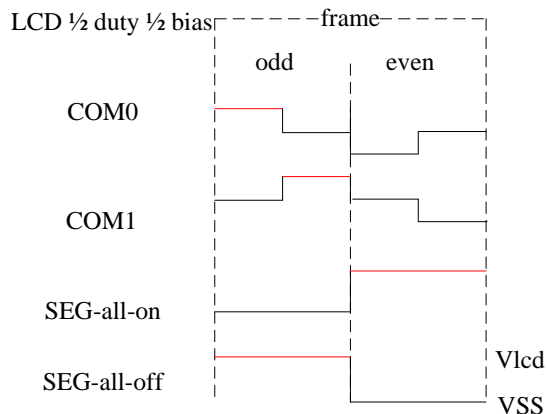 LCD ½ duty ½ bias
frame
odd even
COM0
COM1
SEG-all-on
Vlcd
SEG-all-off
VSS